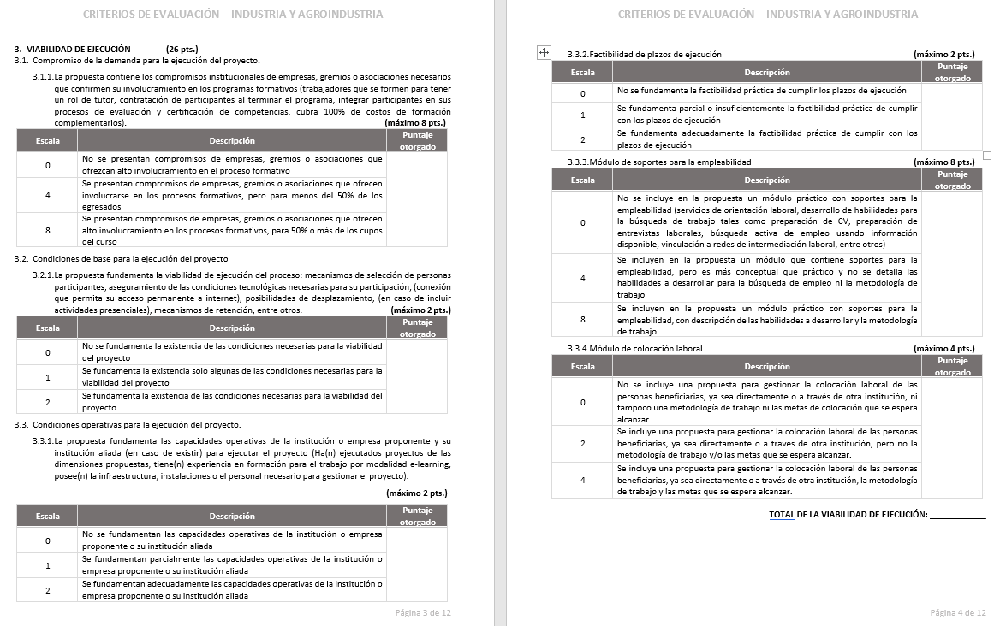 CRITERIOS DE EVALUACIÓN – INDUSTRIA Y AGROINDUSTRIA
3. VIABILIDAD DE EJECUCIÓN (26 pts.)
3.1. Compromiso de la demanda para la ejecución del proyecto.
3.1.1.La propuesta contiene los compromisos institucionales de empresas, gremios o asociaciones necesarios
que confirmen su involucramiento en los programas formativos (trabajadores que se formen para tener
un rol de tutor, contratación de participantes al terminar el programa, integrar participantes en sus
procesos de evaluación y certificación de competencias, cubra 100% de costos de formación
complementarios). (máximo 8 pts.)
Escala Descripción Puntaje
otorgado
0 No se presentan compromisos de empresas, gremios o asociaciones que
ofrezcan alto involucramiento en el proceso formativo
4 Se presentan compromisos de empresas, gremios o asociaciones que ofrecen
involucrarse en los procesos formativos, pero para menos del 50% de los
egresados
8 Se presentan compromisos de empresas, gremios o asociaciones que ofrecen
alto involucramiento en los procesos formativos, para 50% o más de los cupos
del curso
3.2. Condiciones de base para la ejecución del proyecto
3.2.1.La propuesta fundamenta la viabilidad de ejecución del proceso: mecanismos de selección de personas
participantes, aseguramiento de las condiciones tecnológicas necesarias para su participación, (conexión
que permita su acceso permanente a internet), posibilidades de desplazamiento, (en caso de incluir
actividades presenciales), mecanismos de retención, entre otros. (máximo 2 pts.)
Escala Descripción Puntaje
otorgado
0 No se fundamenta la existencia de las condiciones necesarias para la viabilidad
del proyecto
1 Se fundamenta la existencia solo algunas de las condiciones necesarias para la
viabilidad del proyecto
2 Se fundamenta la existencia de las condiciones necesarias para la viabilidad del
proyecto
3.3. Condiciones operativas para la ejecución del proyecto.
3.3.1.La propuesta fundamenta las capacidades operativas de la institución o empresa proponente y su
institución aliada (en caso de existir) para ejecutar el proyecto (Ha(n) ejecutados proyectos de las
dimensiones propuestas, tiene(n) experiencia en formación para el trabajo por modalidad e-learning,
posee(n) la infraestructura, instalaciones o el personal necesario para gestionar el proyecto).
(máximo 2 pts.)
Escala Descripción Puntaje
otorgado
0 No se fundamentan las capacidades operativas de la institución o empresa
proponente o su institución aliada
1 Se fundamentan parcialmente las capacidades operativas de la institución o
empresa proponente o su institución aliada
2 Se fundamentan adecuadamente las capacidades operativas de la institución o
empresa proponente o su institución aliada
Página 3 de 12
CRITERIOS DE EVALUACIÓN – INDUSTRIA Y AGROINDUSTRIA
3.3.2.Factibilidad de plazos de ejecución (máximo 2 pts.)
Escala Descripción Puntaje
otorgado
0 No se fundamenta la factibilidad práctica de cumplir los plazos de ejecución
1 Se fundamenta parcial o insuficientemente la factibilidad práctica de cumplir
con los plazos de ejecución
2 Se fundamenta adecuadamente la factibilidad práctica de cumplir con los
plazos de ejecución
3.3.3.Módulo de soportes para la empleabilidad (máximo 8 pts.)
Escala Descripción Puntaje
otorgado
0 No se incluye en la propuesta un módulo práctico con soportes para la
empleabilidad (servicios de orientación laboral, desarrollo de habilidades para
la búsqueda de trabajo tales como preparación de CV, preparación de
entrevistas laborales, búsqueda activa de empleo usando información
disponible, vinculación a redes de intermediación laboral, entre otros)
4 Se incluyen en la propuesta un módulo que contiene soportes para la
empleabilidad, pero es más conceptual que práctico y no se detalla las
habilidades a desarrollar para la búsqueda de empleo ni la metodología de
trabajo
8 Se incluyen en la propuesta un módulo práctico con soportes para la
empleabilidad, con descripción de las habilidades a desarrollar y la metodología
de trabajo
3.3.4.Módulo de colocación laboral (máximo 4 pts.)
Escala Descripción Puntaje
otorgado
0 No se incluye una propuesta para gestionar la colocación laboral de las
personas beneficiarias, ya sea directamente o a través de otra institución, ni
tampoco una metodología de trabajo ni las metas de colocación que se espera
alcanzar.
2 Se incluye una propuesta para gestionar la colocación laboral de las personas
beneficiarias, ya sea directamente o a través de otra institución, pero no la
metodología de trabajo y/o las metas que se espera alcanzar.
4 Se incluye una propuesta para gestionar la colocación laboral de las personas
beneficiarias, ya sea directamente o a través de otra institución, la metodología
de trabajo y las metas que se espera alcanzar.
TOTAL DE LA VIABILIDAD DE EJECUCIÓN: ____________
Página 4 de 12